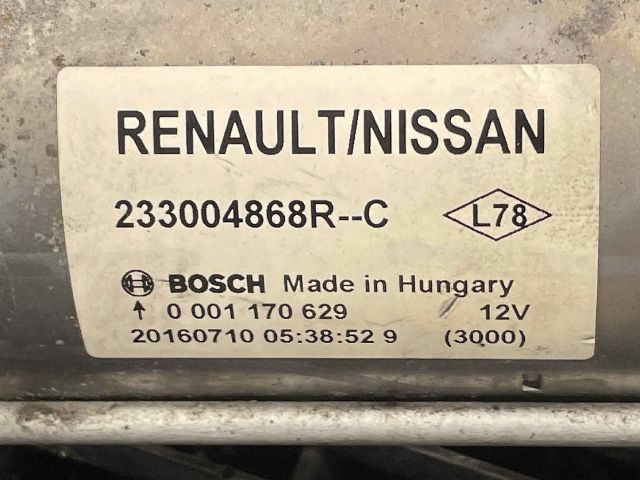 RENAULT/NISSAN
233004868R--C L78
BOSCH Made in Hungary
↑ 0 001 170 629 12V
20160710 05:38:52 9 (3000)